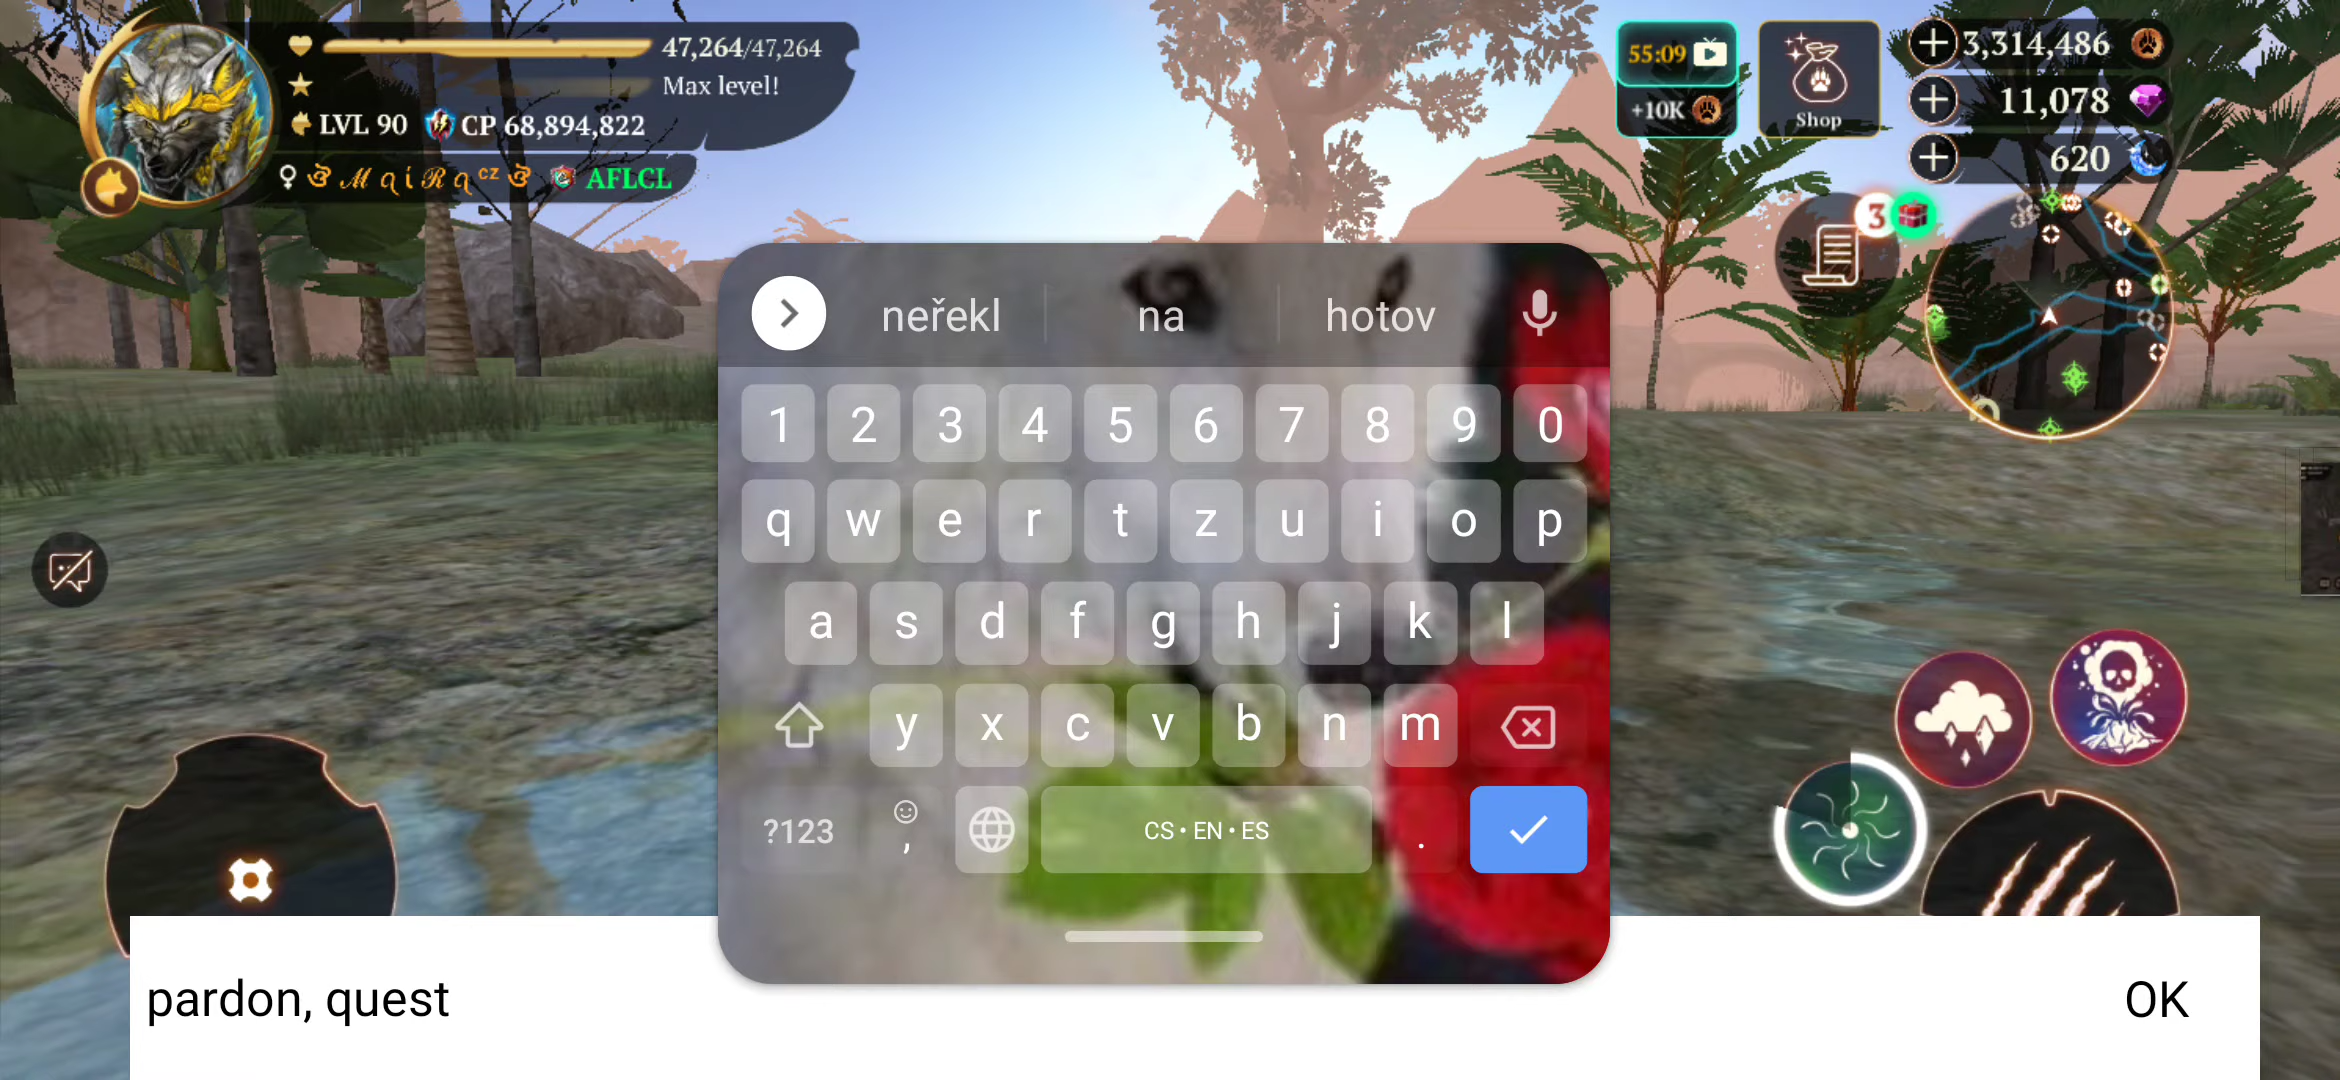 47,264/47,264
Max level!
LVL 90 CP 68,894,822
♀ ঔ ℳ ąίℛą ᶜᶻ ঔ AFLCL
55:09
+10K
Shop
3,314,486
11,078
620
3
neřekl na hotov
1 2 3 4 5 6 7 8 9 0
q w e r t z u i o p
a s d f g h j k l
y x c v b n m
?123 , CS • EN • ES .
pardon, quest
OK